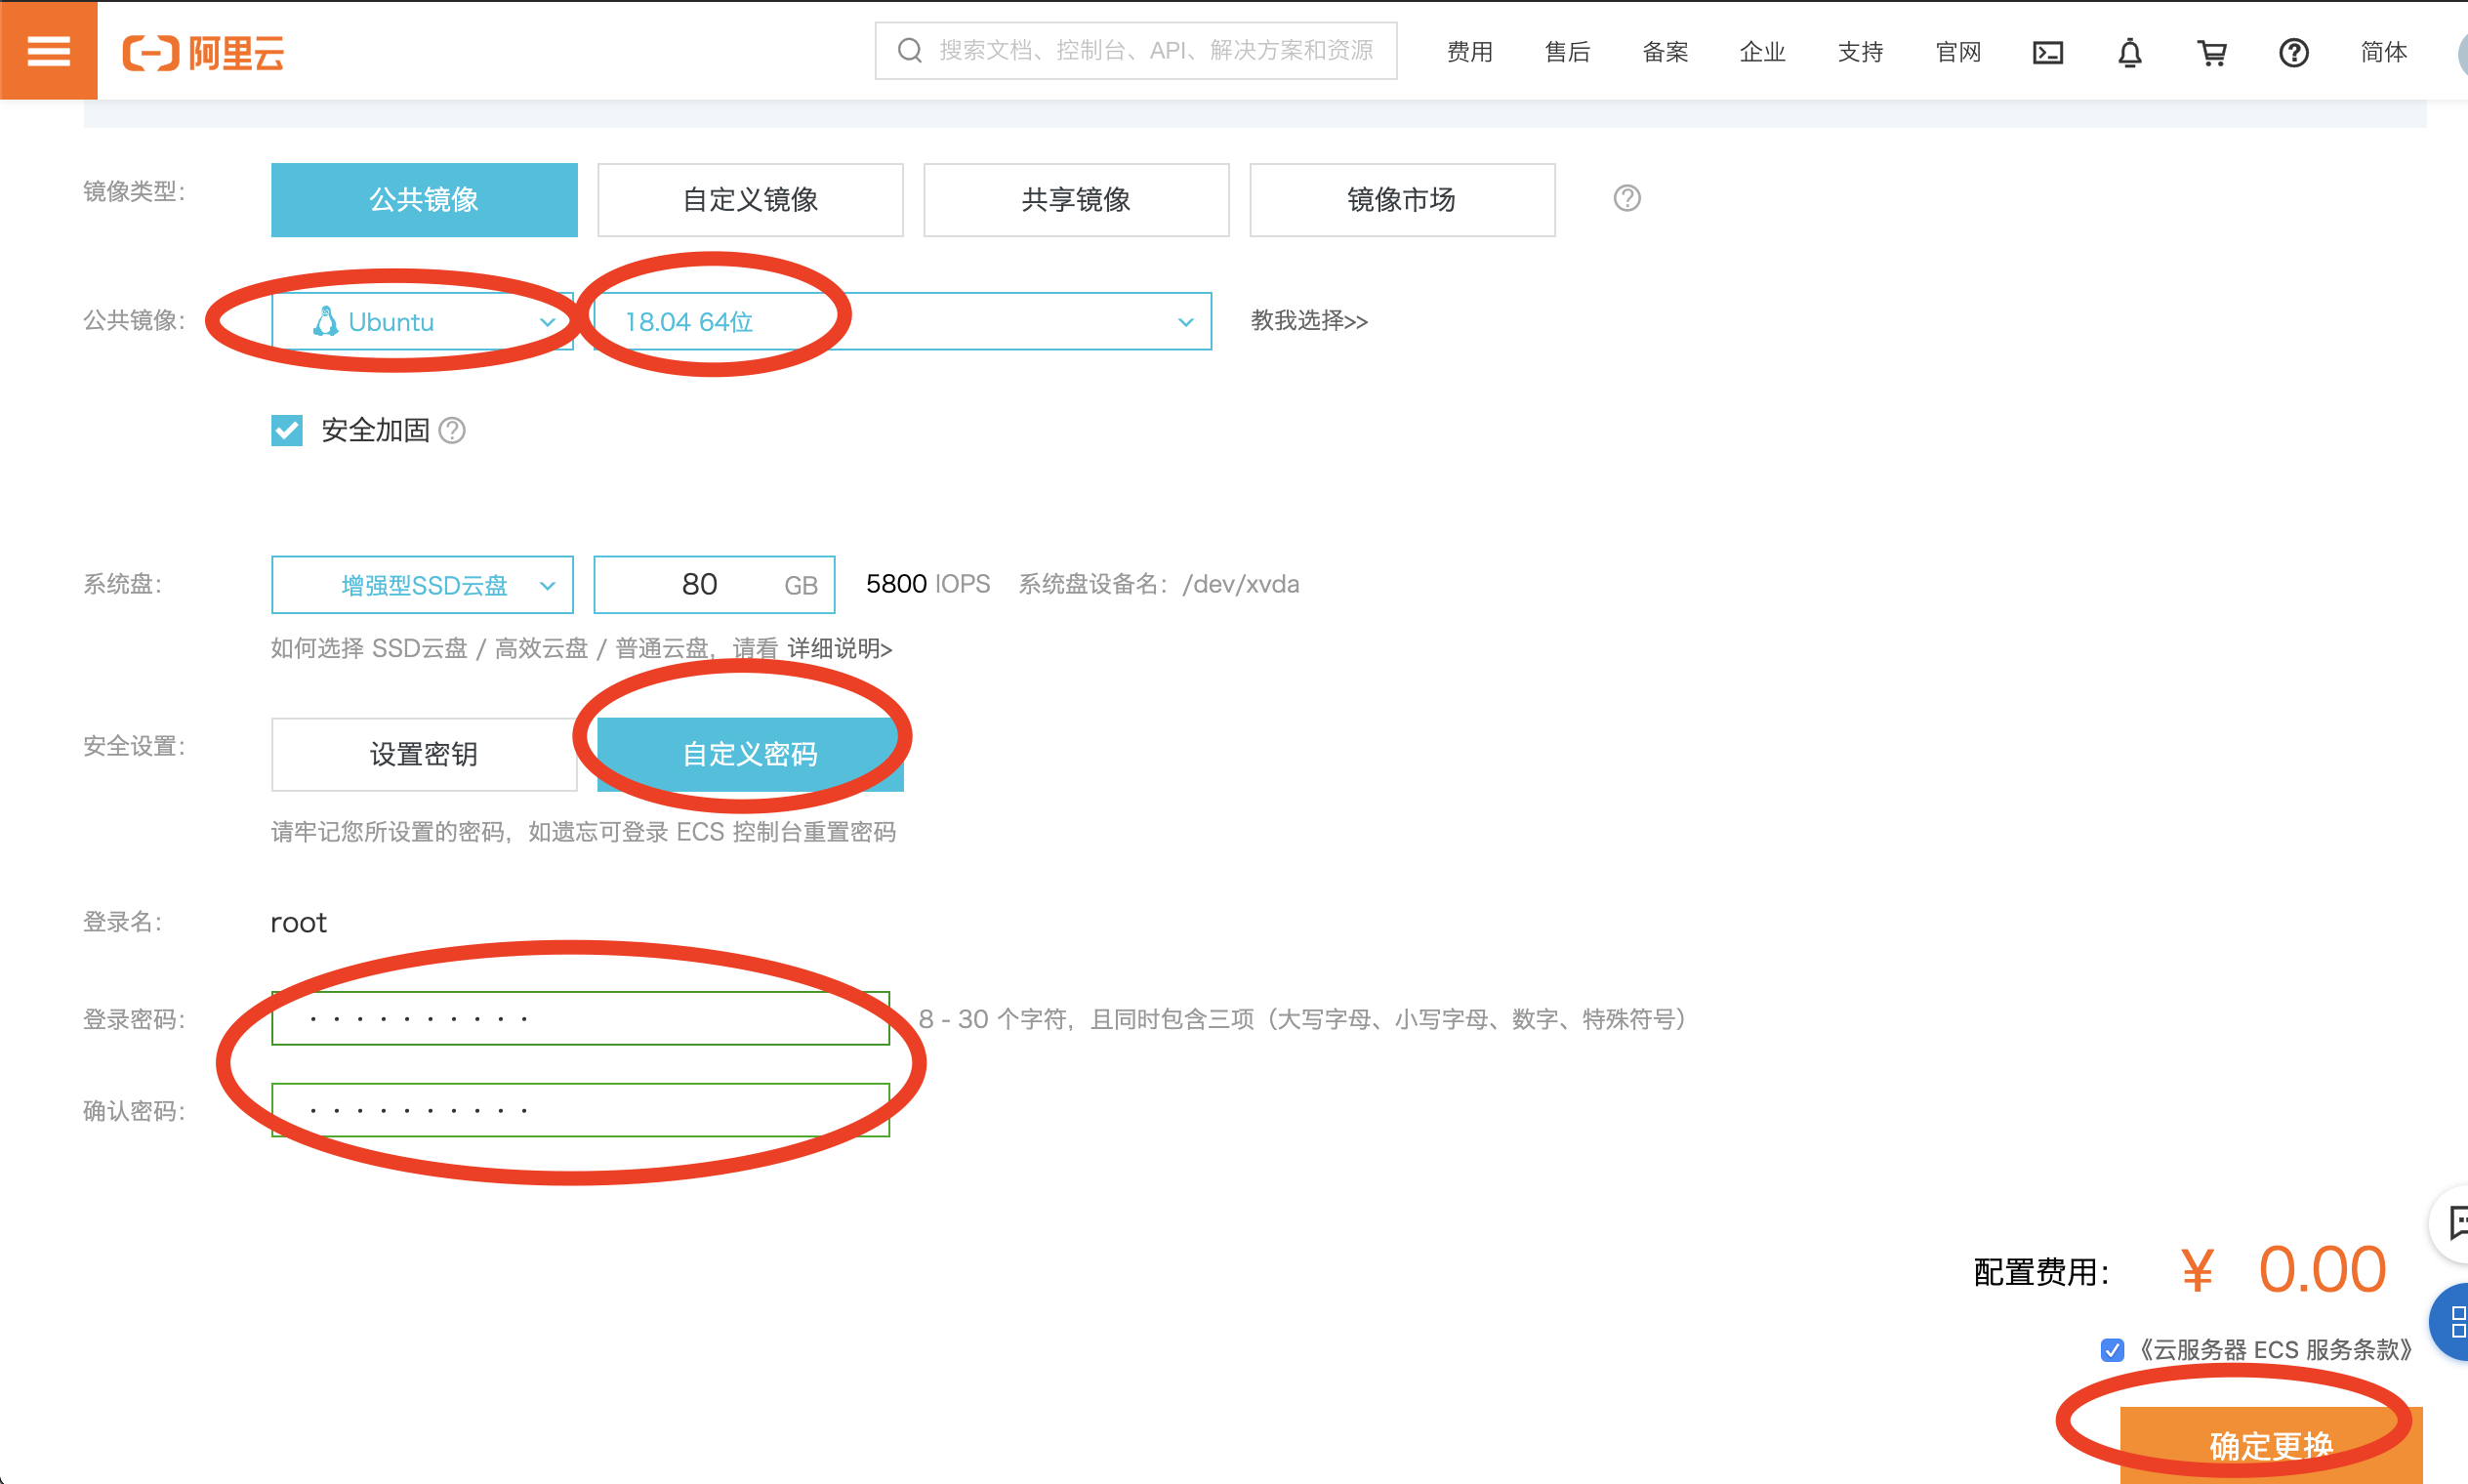 阿里云 搜索文档、控制台、API、解决方案和资源 费用 售后 备案 企业 支持 官网 简体
镜像类型： 公共镜像 自定义镜像 共享镜像 镜像市场
公共镜像： Ubuntu 18.04 64位 教我选择>>
安全加固
系统盘： 增强型SSD云盘 80 GB 5800 IOPS 系统盘设备名：/dev/xvda
如何选择 SSD云盘 / 高效云盘 / 普通云盘，请看 详细说明>
安全设置： 设置密钥 自定义密码
请牢记您所设置的密码，如遗忘可登录 ECS 控制台重置密码
登录名： root
登录密码： 8 - 30 个字符，且同时包含三项（大写字母、小写字母、数字、特殊符号）
确认密码：
配置费用： ¥ 0.00
《云服务器 ECS 服务条款》
确定更换